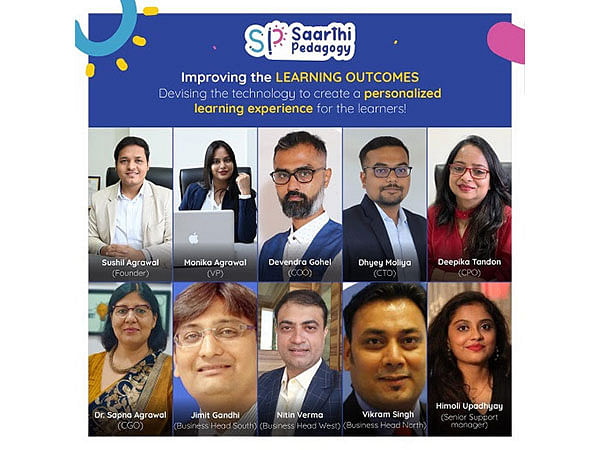 SP Saarthi
Pedagogy
Improving the LEARNING OUTCOMES
Devising the technology to create a personalized
learning experience for the learners!
Sushil Agrawal
(Founder)
Monika Agrawal
(VP)
Devendra Gohel
(COO)
Dhyey Moliya
(CTO)
Deepika Tandon
(CPO)
Dr. Sapna Agrawal
(CGO)
Jimit Gandhi
(Business Head South)
Nitin Verma
(Business Head West)
Vikram Singh
(Business Head North)
Himoli Upadhyay
(Senior Support
manager)